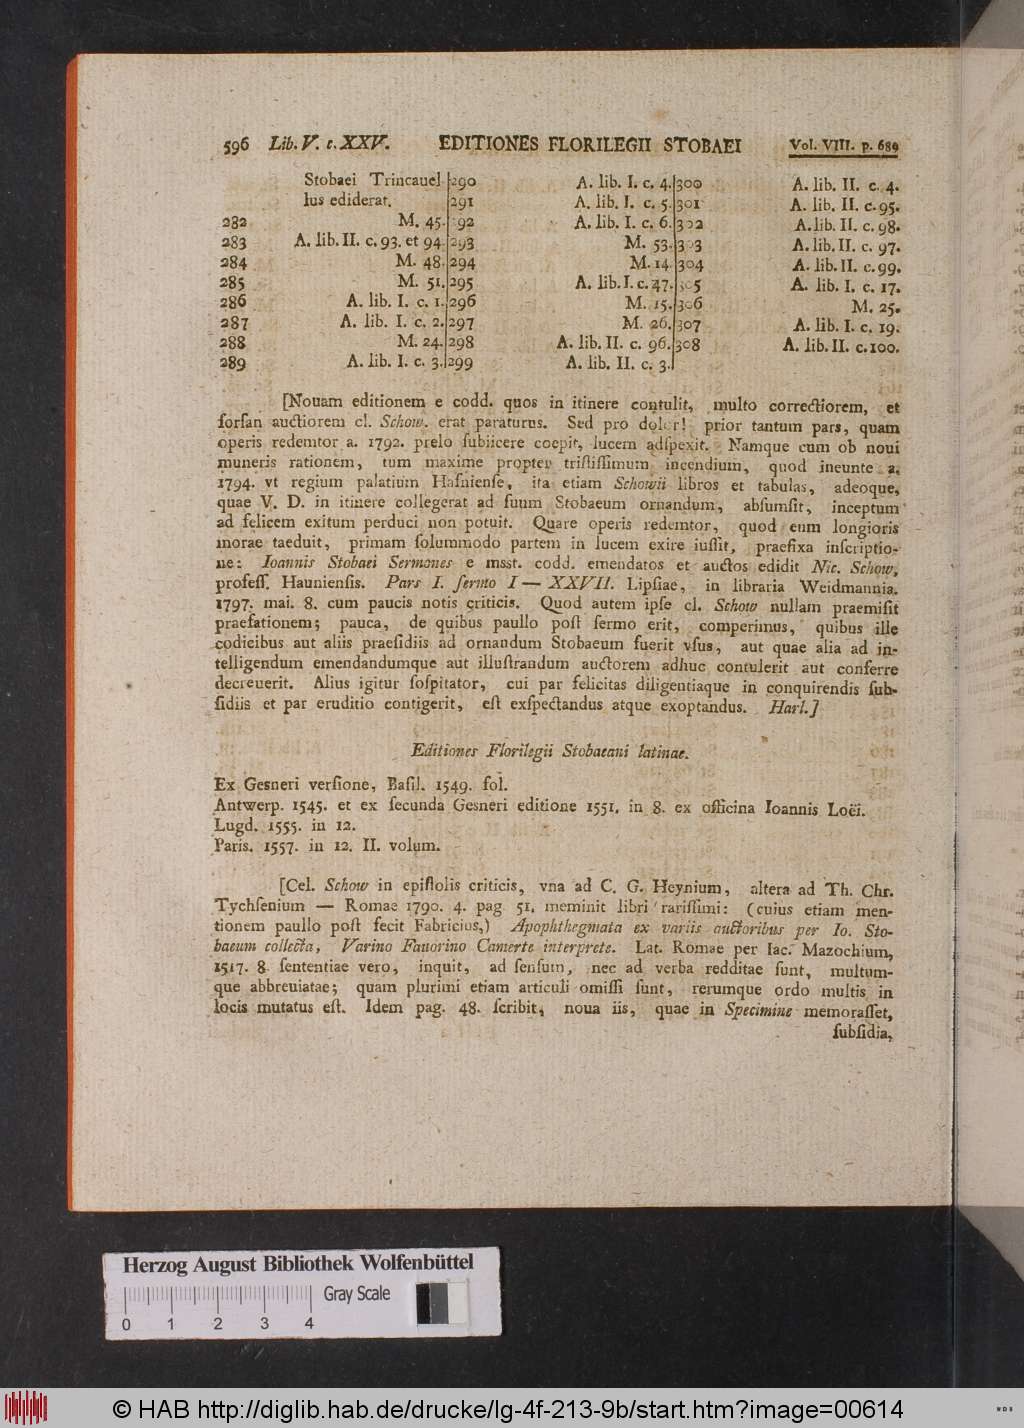 596 Lib. V. c. XXV. EDITIONES FLORILEGII STOBAEI Vol. VIII. p. 689
Stobaei Trincauel
lus ediderat.
282 M. 45.
283 A. lib. II. c. 93. et 94.
284 M. 48.
285 M. 51.
286 A. lib. I. c. 1.
287 A. lib. I. c. 2.
288 M. 24.
289 A. lib. I. c. 3.
290 A. lib. I. c. 4.
291 A. lib. I. c. 5.
292 A. lib. I. c. 6.
293 M. 53.
294 M. 14.
295 A. lib. I. c. 47.
296 M. 15.
297 M. 26.
298 A. lib. II. c. 96.
299 A. lib. II. c. 3.
300 A. lib. II. c. 4.
301 A. lib. II. c. 95.
302 A. lib. II. c. 98.
303 A. lib. II. c. 97.
304 A. lib. II. c. 99.
305 A. lib. I. c. 17.
306 M. 25.
307 A. lib. I. c. 19.
308 A. lib. II. c. 100.
[Nouam editionem e codd. quos in itinere contulit, multo correctiorem, et
forſan auctiorem cl. Schow. erat paraturus. Sed pro dolor! prior tantum pars, quam
operis redemtor a. 1792. prelo ſubiicere coepit, lucem adſpexit. Namque cum ob noui
muneris rationem, tum maxime propter triſtiſſimum incendium, quod ineunte a.
1794. vt regium palatium Hafnienſe, ita etiam Schowii libros et tabulas, adeoque,
quae V. D. in itinere collegerat ad ſuum Stobaeum ornandum, abſumſit, inceptum
ad felicem exitum perduci non potuit. Quare operis redemtor, quod eum longioris
morae taeduit, primam ſolummodo partem in lucem exire iuſſit, praefixa inſcriptio-
ne: Ioannis Stobaei Sermones e msst. codd. emendatos et auctos edidit Nic. Schow,
profeſſ. Haunienſis. Pars I. ſermo I — XXVII. Lipſiae, in libraria Weidmannia.
1797. mai. 8. cum paucis notis criticis. Quod autem ipſe cl. Schow nullam praemiſit
praefationem; pauca, de quibus paullo poſt ſermo erit, comperimus, quibus ille
codicibus aut aliis praeſidiis ad ornandum Stobaeum fuerit vſus, aut quae alia ad in-
telligendum emendandumque aut illuſtrandum auctorem adhuc contulerit aut conferre
decreuerit. Alius igitur ſoſpitator, cui par felicitas diligentiaque in conquirendis ſub-
ſidiis et par eruditio contigerit, eſt exſpectandus atque exoptandus. Harl.]
Editiones Florilegii Stobaeani latinae.
Ex Gesneri verſione, Baſil. 1549. fol.
Antwerp. 1545. et ex ſecunda Gesneri editione 1551. in 8. ex officina Ioannis Loëi.
Lugd. 1555. in 12.
Paris. 1557. in 12. II. volum.
[Cel. Schow in epiſtolis criticis, vna ad C. G. Heynium, altera ad Th. Chr.
Tychſenium — Romae 1790. 4. pag 51. meminit libri rariſſimi: (cuius etiam men-
tionem paullo poſt fecit Fabricius,) Apophthegmata ex variis auctoribus per Io. Sto-
baeum collecta, Varino Fauorino Camerte interprete. Lat. Romae per Iac. Mazochium,
1517. 8. ſententiae vero, inquit, ad ſenſum, nec ad verba redditae ſunt, multum-
que abbreuiatae; quam plurimi etiam articuli omiſſi ſunt, rerumque ordo multis in
locis mutatus eſt. Idem pag. 48. ſcribit, noua iis, quae in Specimine memoraſſet,
ſubſidia,
Herzog August Bibliothek Wolfenbüttel
Gray Scale
0 1 2 3 4
© HAB http://diglib.hab.de/drucke/lg-4f-213-9b/start.htm?image=00614